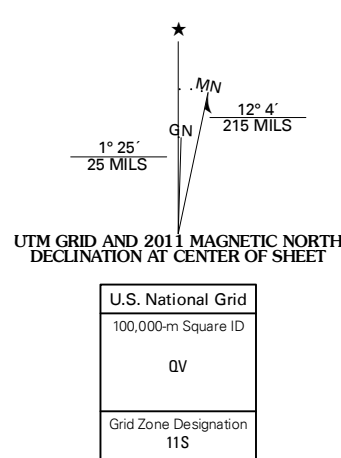 ★
MN
12° 4´
215 MILS
GN
1° 25´
25 MILS
UTM GRID AND 2011 MAGNETIC NORTH
DECLINATION AT CENTER OF SHEET
U.S. National Grid
100,000-m Square ID
QV
Grid Zone Designation
11S